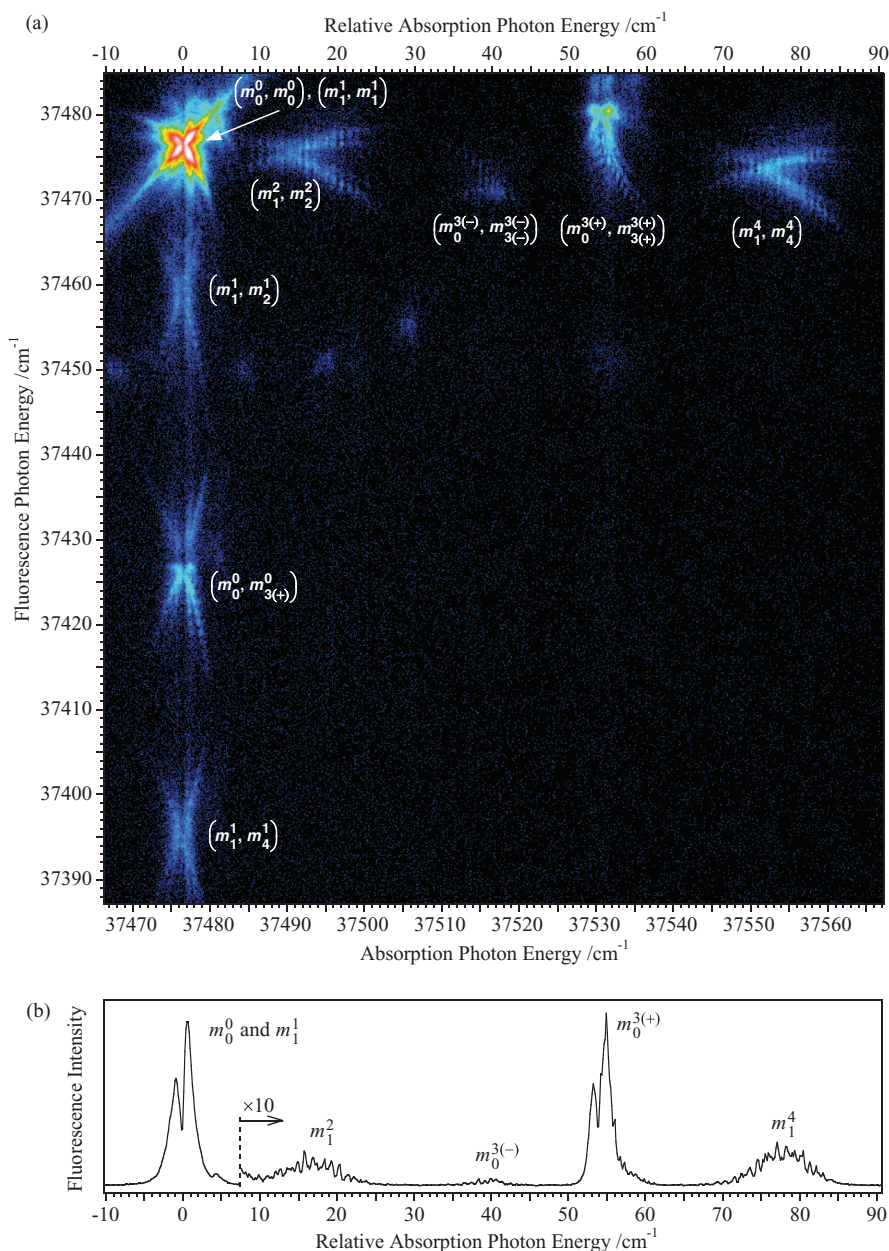 (a)
Relative Absorption Photon Energy /cm⁻¹
-10 0 10 20 30 40 50 60 70 80 90
Fluorescence Photon Energy /cm⁻¹
37480
37470
37460
37450
37440
37430
37420
37410
37400
37390
(m₀⁰, m₀⁰), (m₁¹, m₁¹)
(m₁², m₂²)
(m₀³⁽⁻⁾, m₃₍₋₎³⁽⁻⁾)
(m₀³⁽⁺⁾, m₃₍₊₎³⁽⁺⁾)
(m₁⁴, m₄⁴)
(m₁¹, m₂¹)
(m₀⁰, m₃₍₊₎⁰)
(m₁¹, m₄¹)
37470 37480 37490 37500 37510 37520 37530 37540 37550 37560
Absorption Photon Energy /cm⁻¹
(b)
Fluorescence Intensity
m₀⁰ and m₁¹
×10
m₁²
m₀³⁽⁻⁾
m₀³⁽⁺⁾
m₁⁴
-10 0 10 20 30 40 50 60 70 80 90
Relative Absorption Photon Energy /cm⁻¹